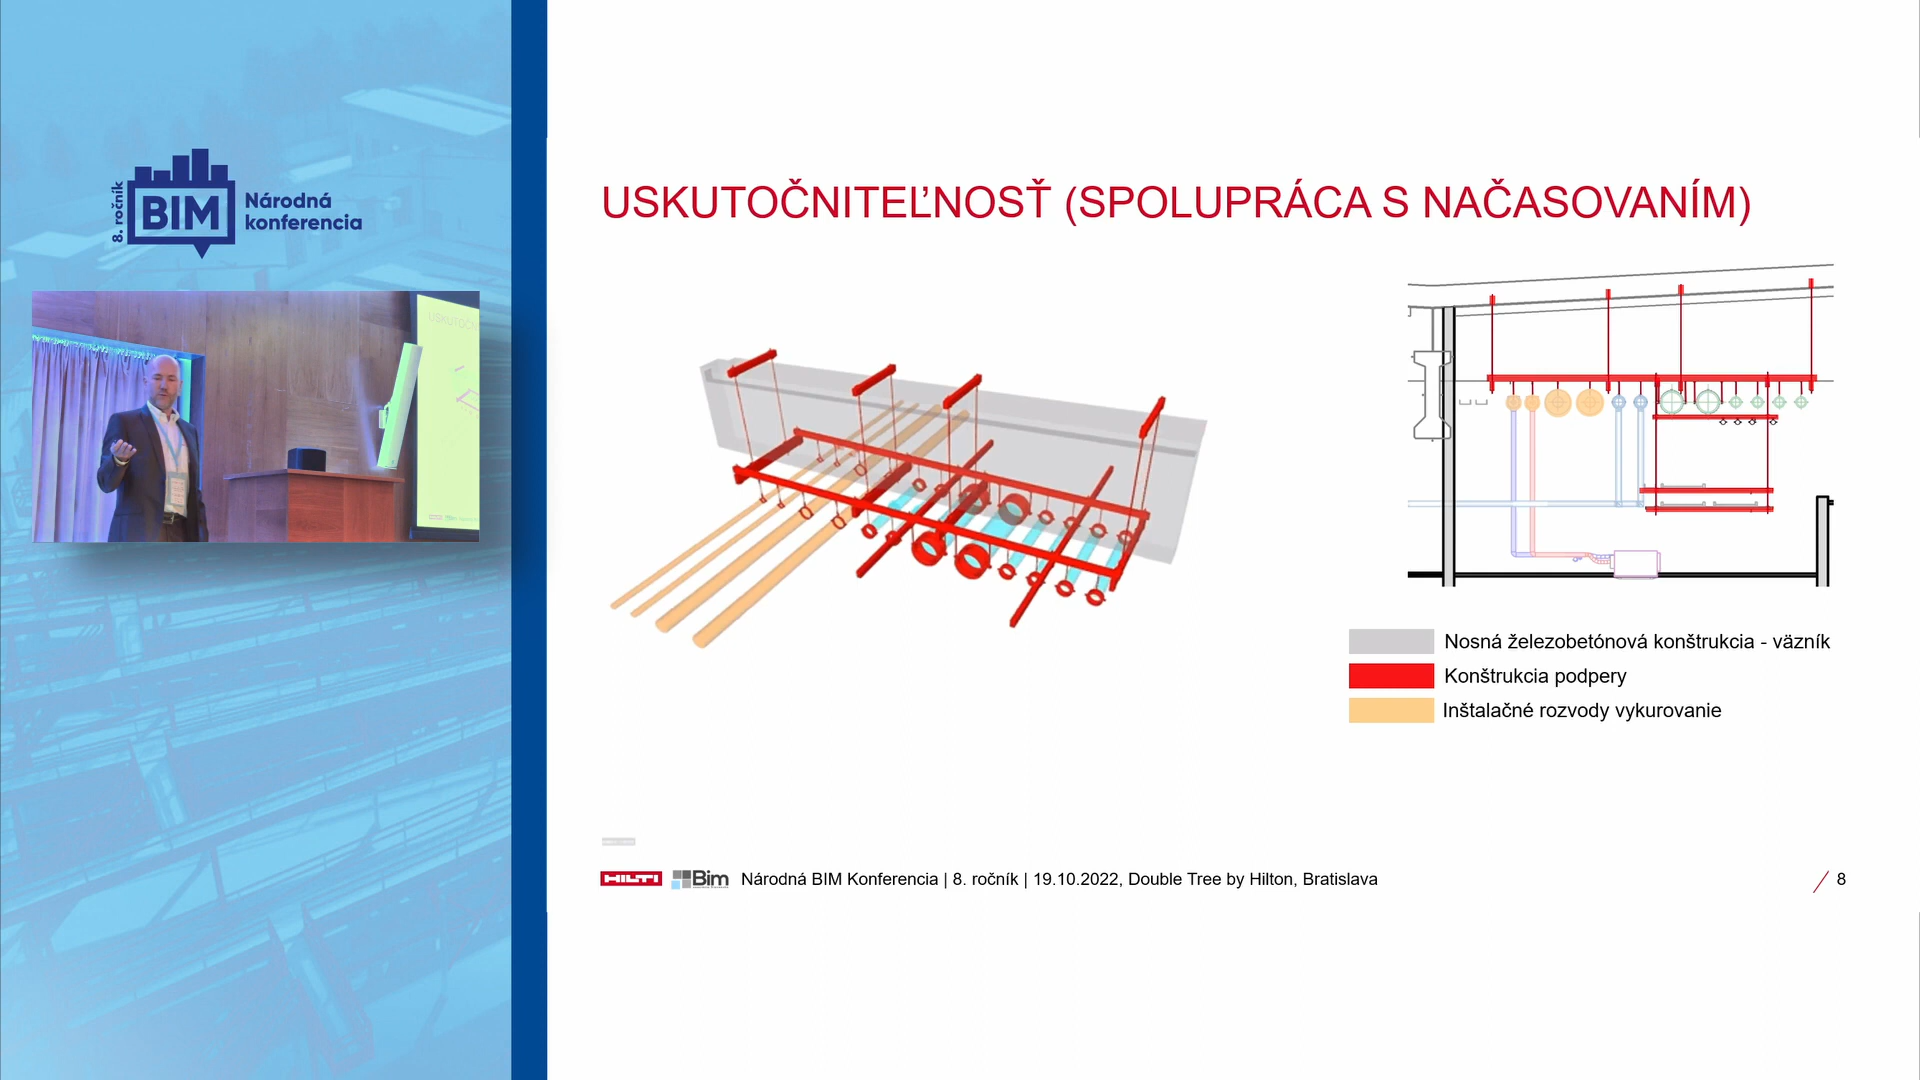 8. ročník
BIM
Národná
konferencia
USKUTOČNITEĽNOSŤ (SPOLUPRÁCA S NAČASOVANÍM)
Nosná železobetónová konštrukcia - väzník
Konštrukcia podpery
Inštalačné rozvody vykurovanie
HILTI Bim Národná BIM Konferencia | 8. ročník | 19.10.2022, Double Tree by Hilton, Bratislava
8